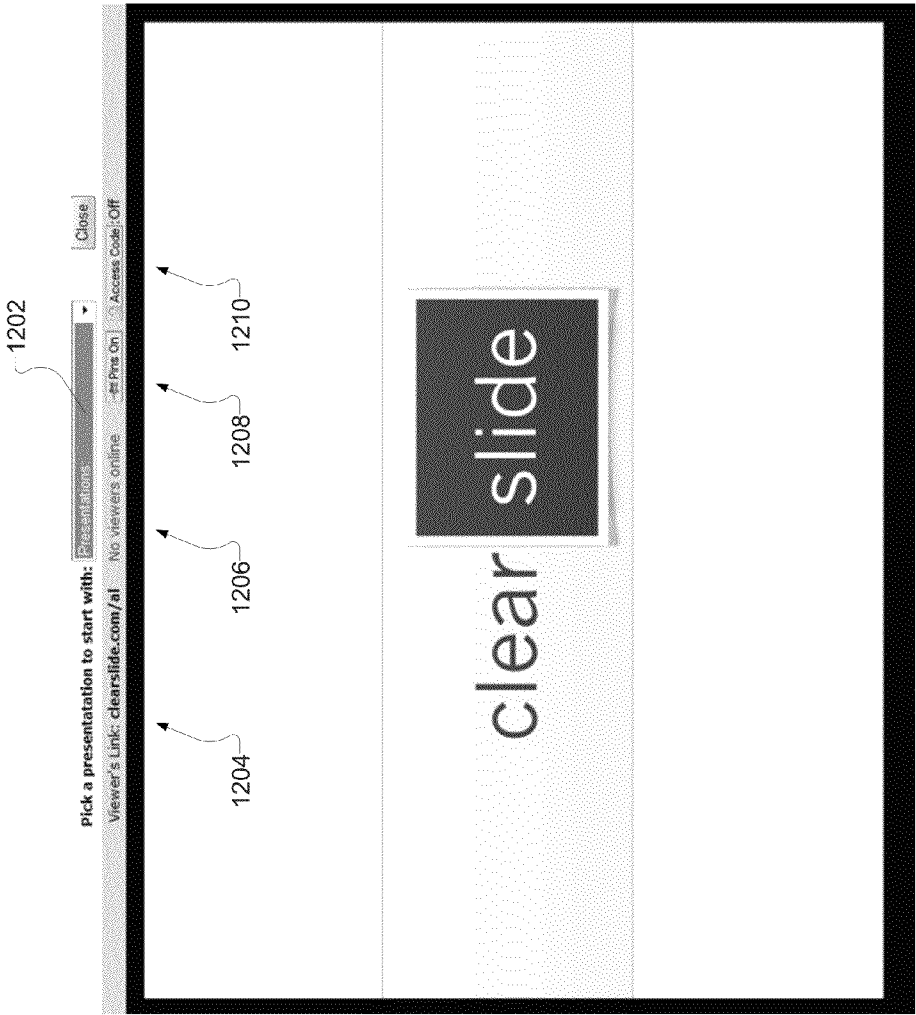 1202
Pick a presentatation to start with: Presentations Close
Viewer's Link: clearslide.com/al No viewers online Pins On Access Code: Off
1204 1206 1208 1210
clear slide